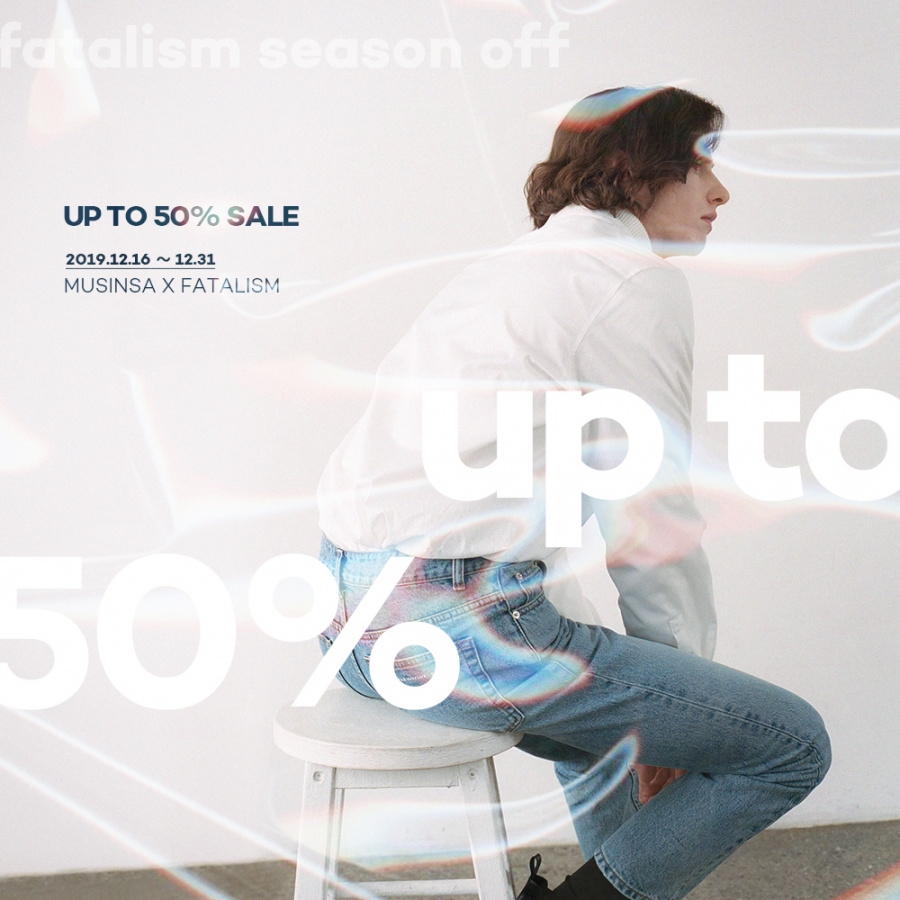 fatalism season off
UP TO 50% SALE
2019.12.16 ~ 12.31
MUSINSA X FATALISM
up to
50%